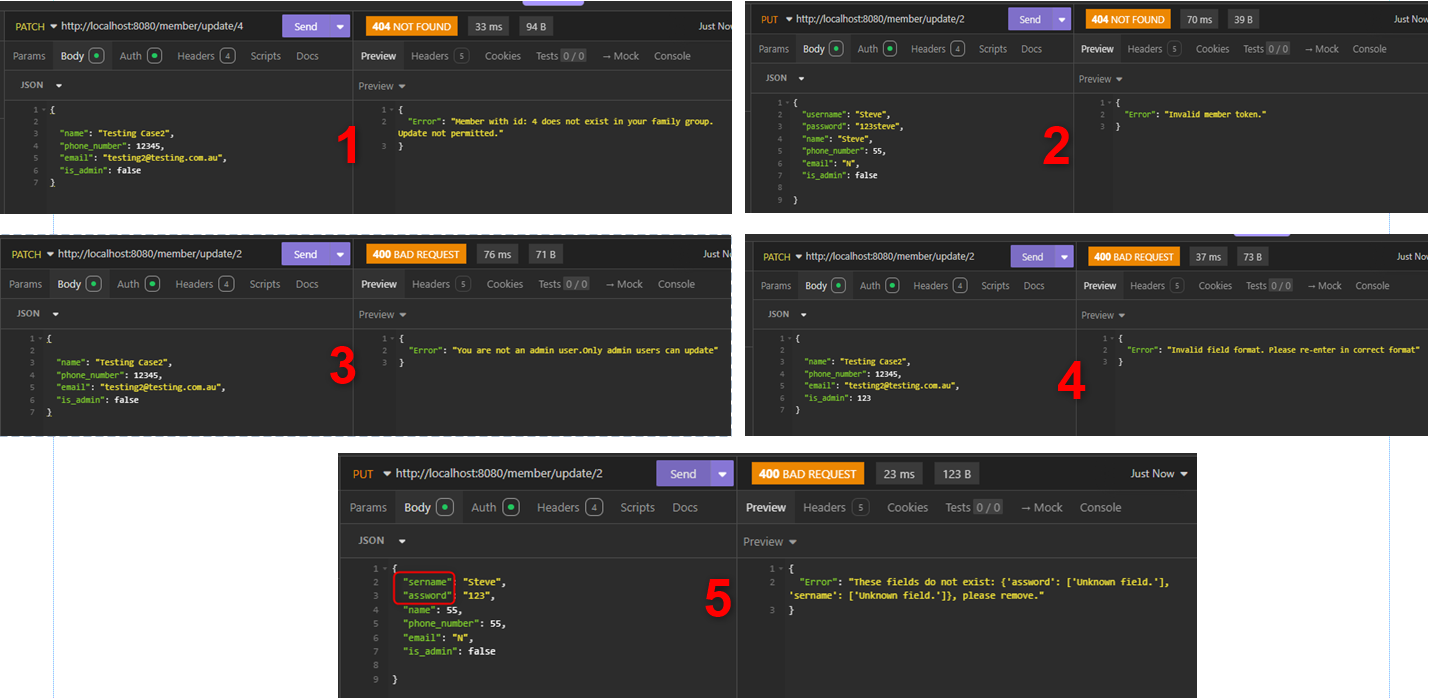 PATCH http://localhost:8080/member/update/4 Send 404 NOT FOUND 33 ms 94 B Just Now
Params Body Auth Headers 4 Scripts Docs Preview Headers 5 Cookies Tests 0 / 0 → Mock Console
JSON Preview
1 {
2
3 "name": "Testing Case2",
4 "phone_number": 12345,
5 "email": "testing2@testing.com.au",
6 "is_admin": false
7 }
1 {
2 "Error": "Member with id: 4 does not exist in your family group.
Update not permitted."
3 }
1
PUT http://localhost:8080/member/update/2 Send 404 NOT FOUND 70 ms 39 B Just Now
Params Body Auth Headers 4 Scripts Docs Preview Headers 5 Cookies Tests 0 / 0 → Mock Console
JSON Preview
1 {
2 "username": "Steve",
3 "password": "123steve",
4 "name": "Steve",
5 "phone_number": 55,
6 "email": "N",
7 "is_admin": false
8
9 }
1 {
2 "Error": "Invalid member token."
3 }
2
PATCH http://localhost:8080/member/update/2 Send 400 BAD REQUEST 76 ms 71 B Just N
Params Body Auth Headers 4 Scripts Docs Preview Headers 5 Cookies Tests 0 / 0 → Mock Console
JSON Preview
1 {
2
3 "name": "Testing Case2",
4 "phone_number": 12345,
5 "email": "testing2@testing.com.au",
6 "is_admin": false
7 }
1 {
2 "Error": "You are not an admin user.Only admin users can update"
3 }
3
PATCH http://localhost:8080/member/update/2 Send 400 BAD REQUEST 37 ms 73 B Just Now
Params Body Auth Headers 4 Scripts Docs Preview Headers 5 Cookies Tests 0 / 0 → Mock Console
JSON Preview
1 {
2
3 "name": "Testing Case2",
4 "phone_number": 12345,
5 "email": "testing2@testing.com.au",
6 "is_admin": 123
7 }
1 {
2 "Error": "Invalid field format. Please re-enter in correct format"
3 }
4
PUT http://localhost:8080/member/update/2 Send 400 BAD REQUEST 23 ms 123 B Just Now
Params Body Auth Headers 4 Scripts Docs Preview Headers 5 Cookies Tests 0 / 0 → Mock Console
JSON Preview
1 {
2 "sername": "Steve",
3 "assword": "123",
4 "name": 55,
5 "phone_number": 55,
6 "email": "N",
7 "is_admin": false
8
9 }
1 {
2 "Error": "These fields do not exist: {'assword': ['Unknown field.'],
'sername': ['Unknown field.']}, please remove."
3 }
5